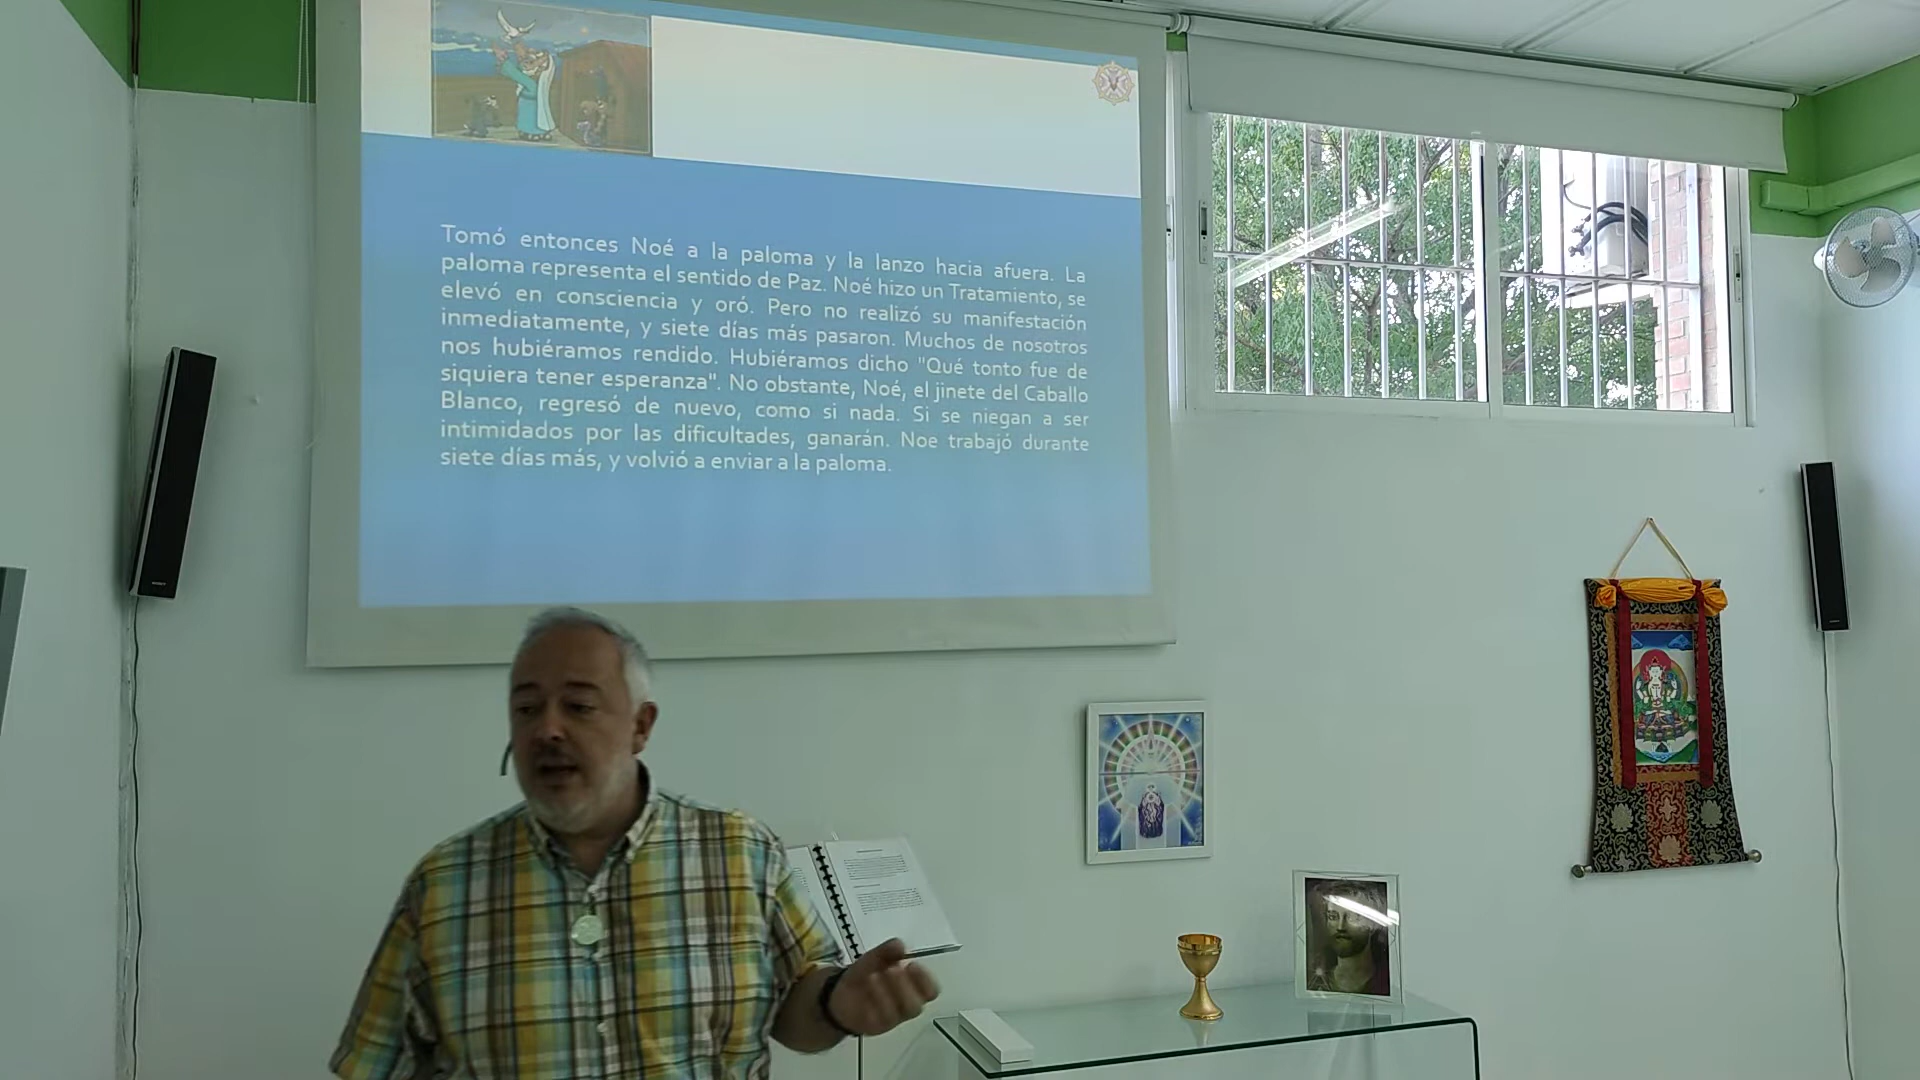 Tomó entonces Noé a la paloma y la lanzo hacia afuera. La
paloma representa el sentido de Paz. Noé hizo un Tratamiento, se
elevó en consciencia y oró. Pero no realizó su manifestación
inmediatamente, y siete días más pasaron. Muchos de nosotros
nos hubiéramos rendido. Hubiéramos dicho "Qué tonto fue de
siquiera tener esperanza". No obstante, Noé, el jinete del Caballo
Blanco, regresó de nuevo, como si nada. Si se niegan a ser
intimidados por las dificultades, ganarán. Noe trabajó durante
siete días más, y volvió a enviar a la paloma.